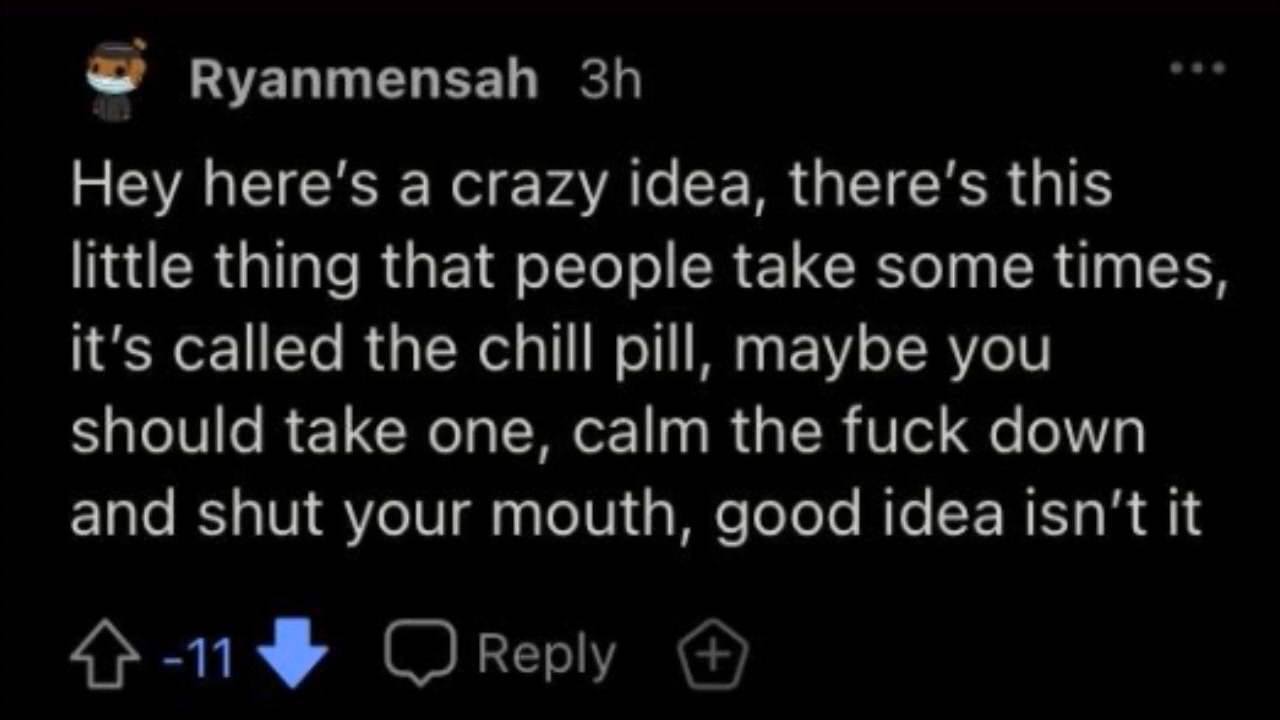 Ryanmensah 3h
Hey here’s a crazy idea, there’s this
little thing that people take some times,
it’s called the chill pill, maybe you
should take one, calm the fuck down
and shut your mouth, good idea isn’t it
-11 Reply